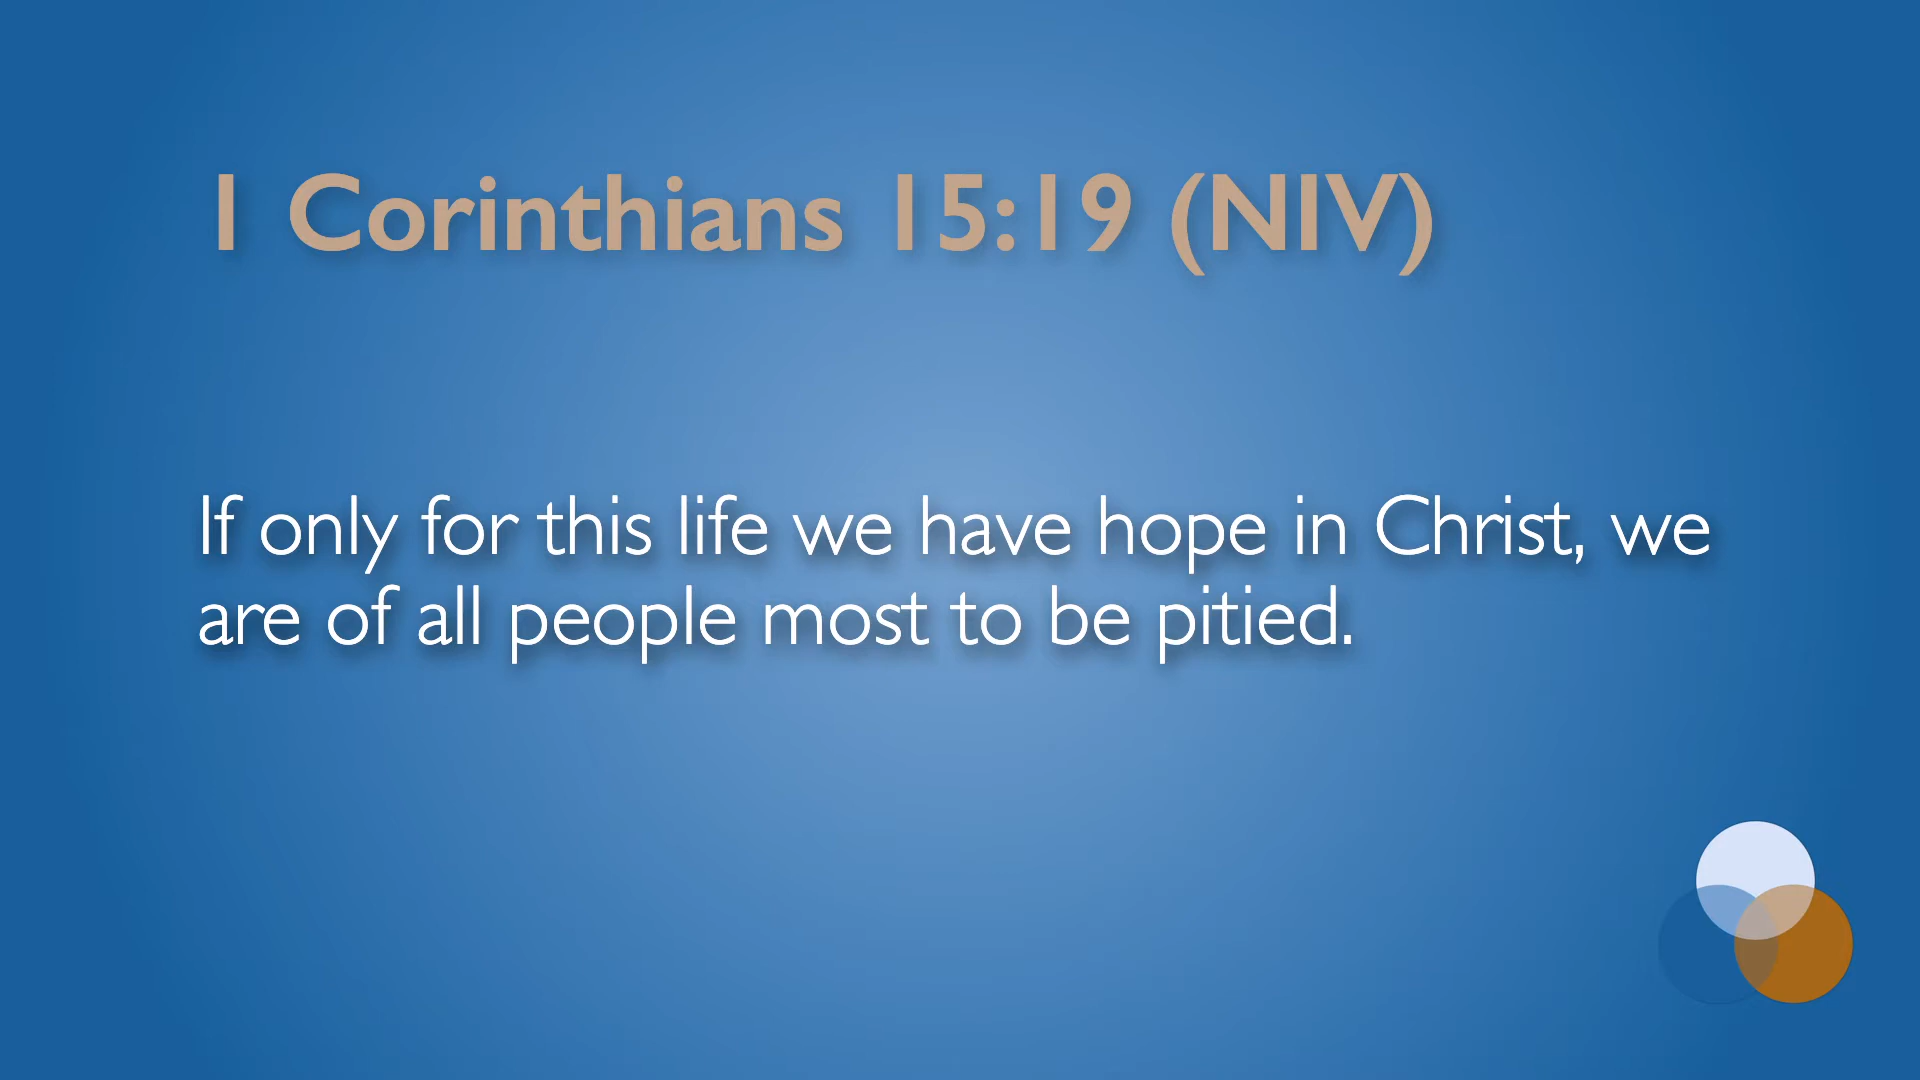 1 Corinthians 15:19 (NIV)
If only for this life we have hope in Christ, we
are of all people most to be pitied.